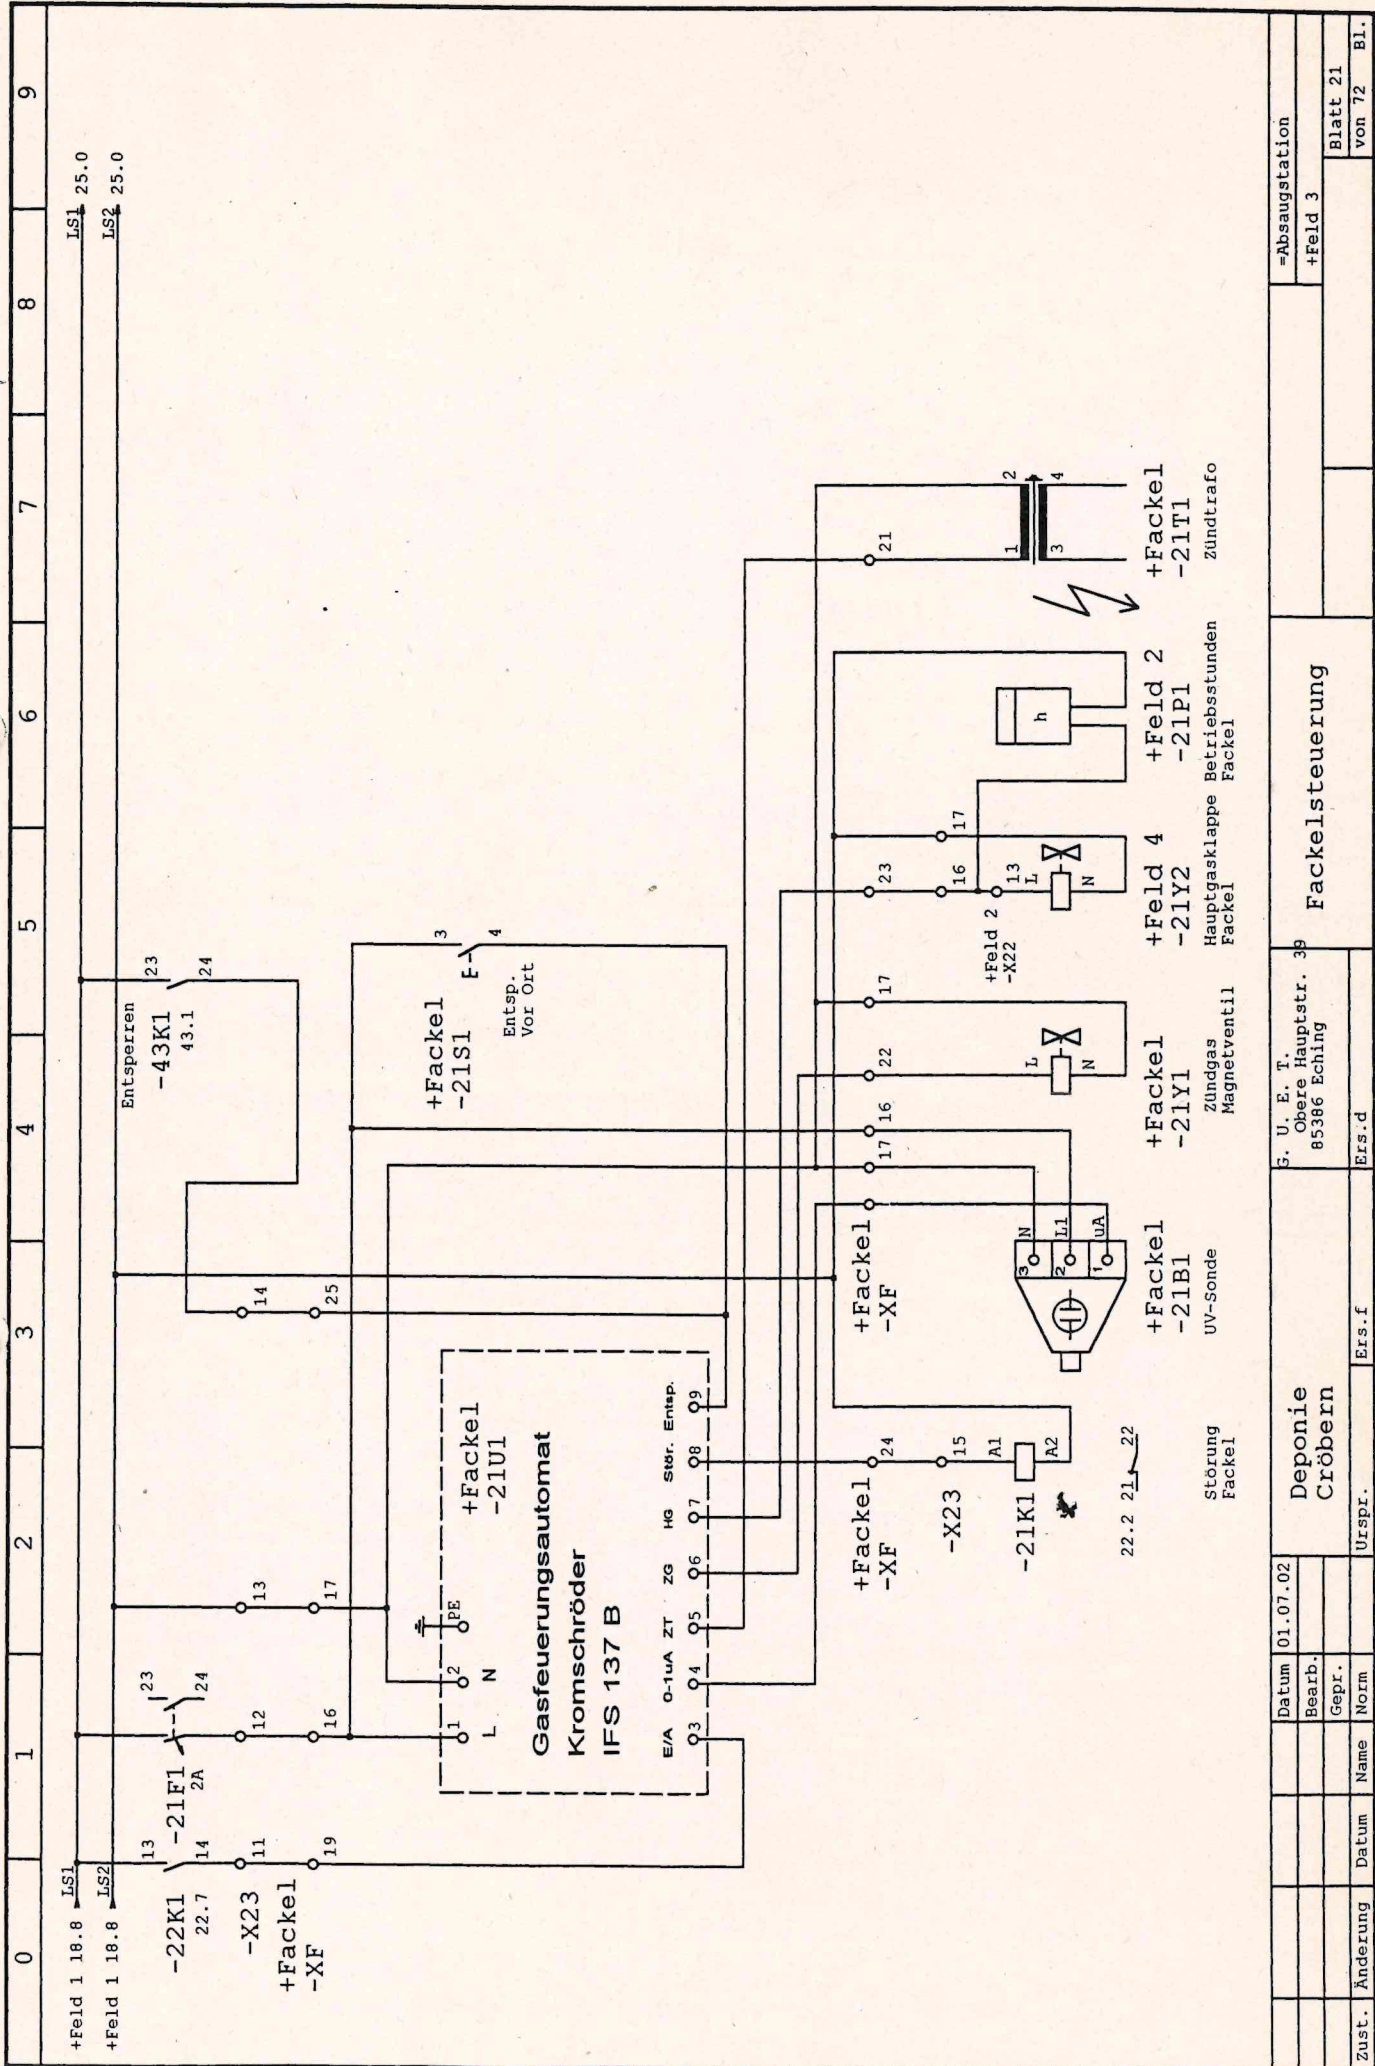 0 1 2 3 4 5 6 7 8 9
+Feld 1 18.8 LS1
LS1 25.0
+Feld 1 18.8 LS2
LS2 25.0
-22K1
22.7
13
14
-21F1
2A
23
24
Entsperren
-43K1
43.1
23
24
-X23
11
12
13
14
+Fackel
-XF
19
16
17
25
+Fackel
-21S1
3
4
E
Entsp.
Vor Ort
1
2
PE
L
N
+Fackel
-21U1
Gasfeuerungsautomat
Kromschröder
IFS 137 B
E/A 0-1uA ZT ZG HG Stör. Entsp.
3 4 5 6 7 8 9
+Fackel
-XF
24
+Fackel
-XF
17
16
22
17
23
21
-X23
15
16
17
+Feld 2
-X22
13
-21K1
A1
A2
3 N
2 L1
1 uA
L
N
L
N
h
1
2
3
4
22.2 21 22
+Fackel
-21B1
+Fackel
-21Y1
+Feld 4
-21Y2
+Feld 2
-21P1
+Fackel
-21T1
Störung
Fackel
UV-Sonde
Zündgas
Magnetventil
Hauptgasklappe
Fackel
Betriebsstunden
Fackel
Zündtrafo
Datum 01.07.02
Bearb.
Gepr.
Zust. Änderung Datum Name Norm
Deponie
Cröbern
Urspr. Ers.f Ers.d
G. U. E. T.
Obere Hauptstr. 39
85386 Eching
Fackelsteuerung
=Absaugstation
+Feld 3
Blatt 21
von 72 Bl.